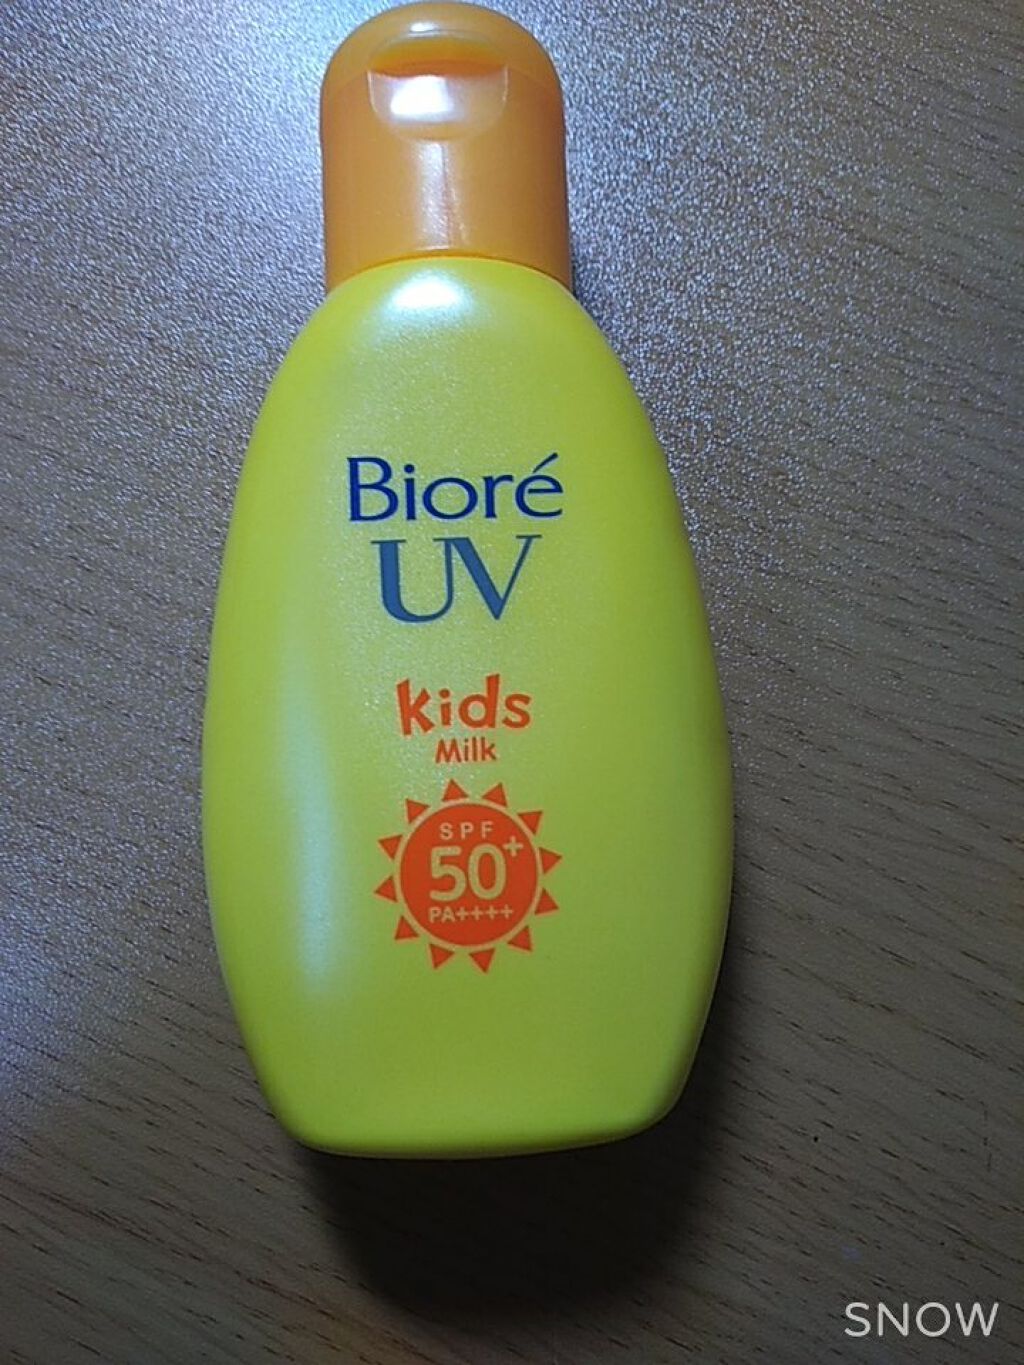 Bioré
UV
kids
Milk
SPF
50+
PA++++
SNOW